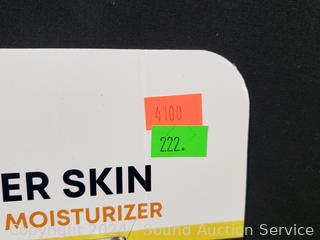 4100
222.
ER SKIN
MOISTURIZER
Copyright 2024 Sound Auction Service